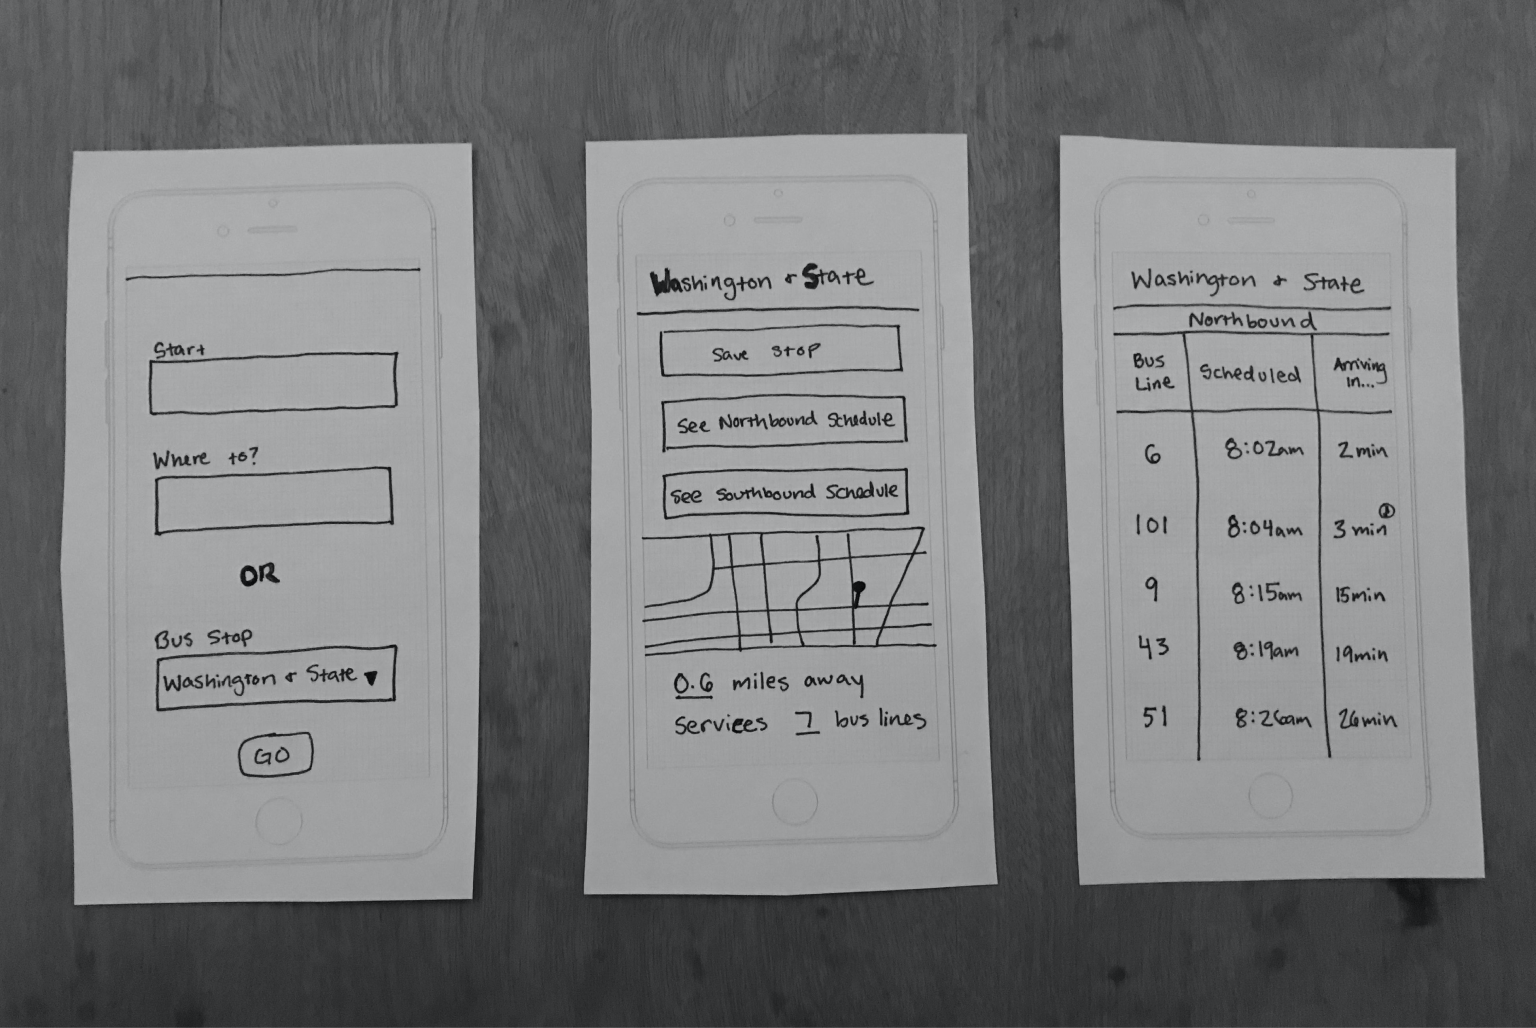 Start
Where to?
OR
Bus Stop
Washington & State ▼
GO
Washington & State
Save Stop
See Northbound Schedule
See Southbound Schedule
0.6 miles away
services 7 bus lines
Washington & State
Northbound
Bus Line Scheduled Arriving In...
6 8:02am 2min
101 8:04am 3min
9 8:15am 15min
43 8:19am 19min
51 8:26am 26min